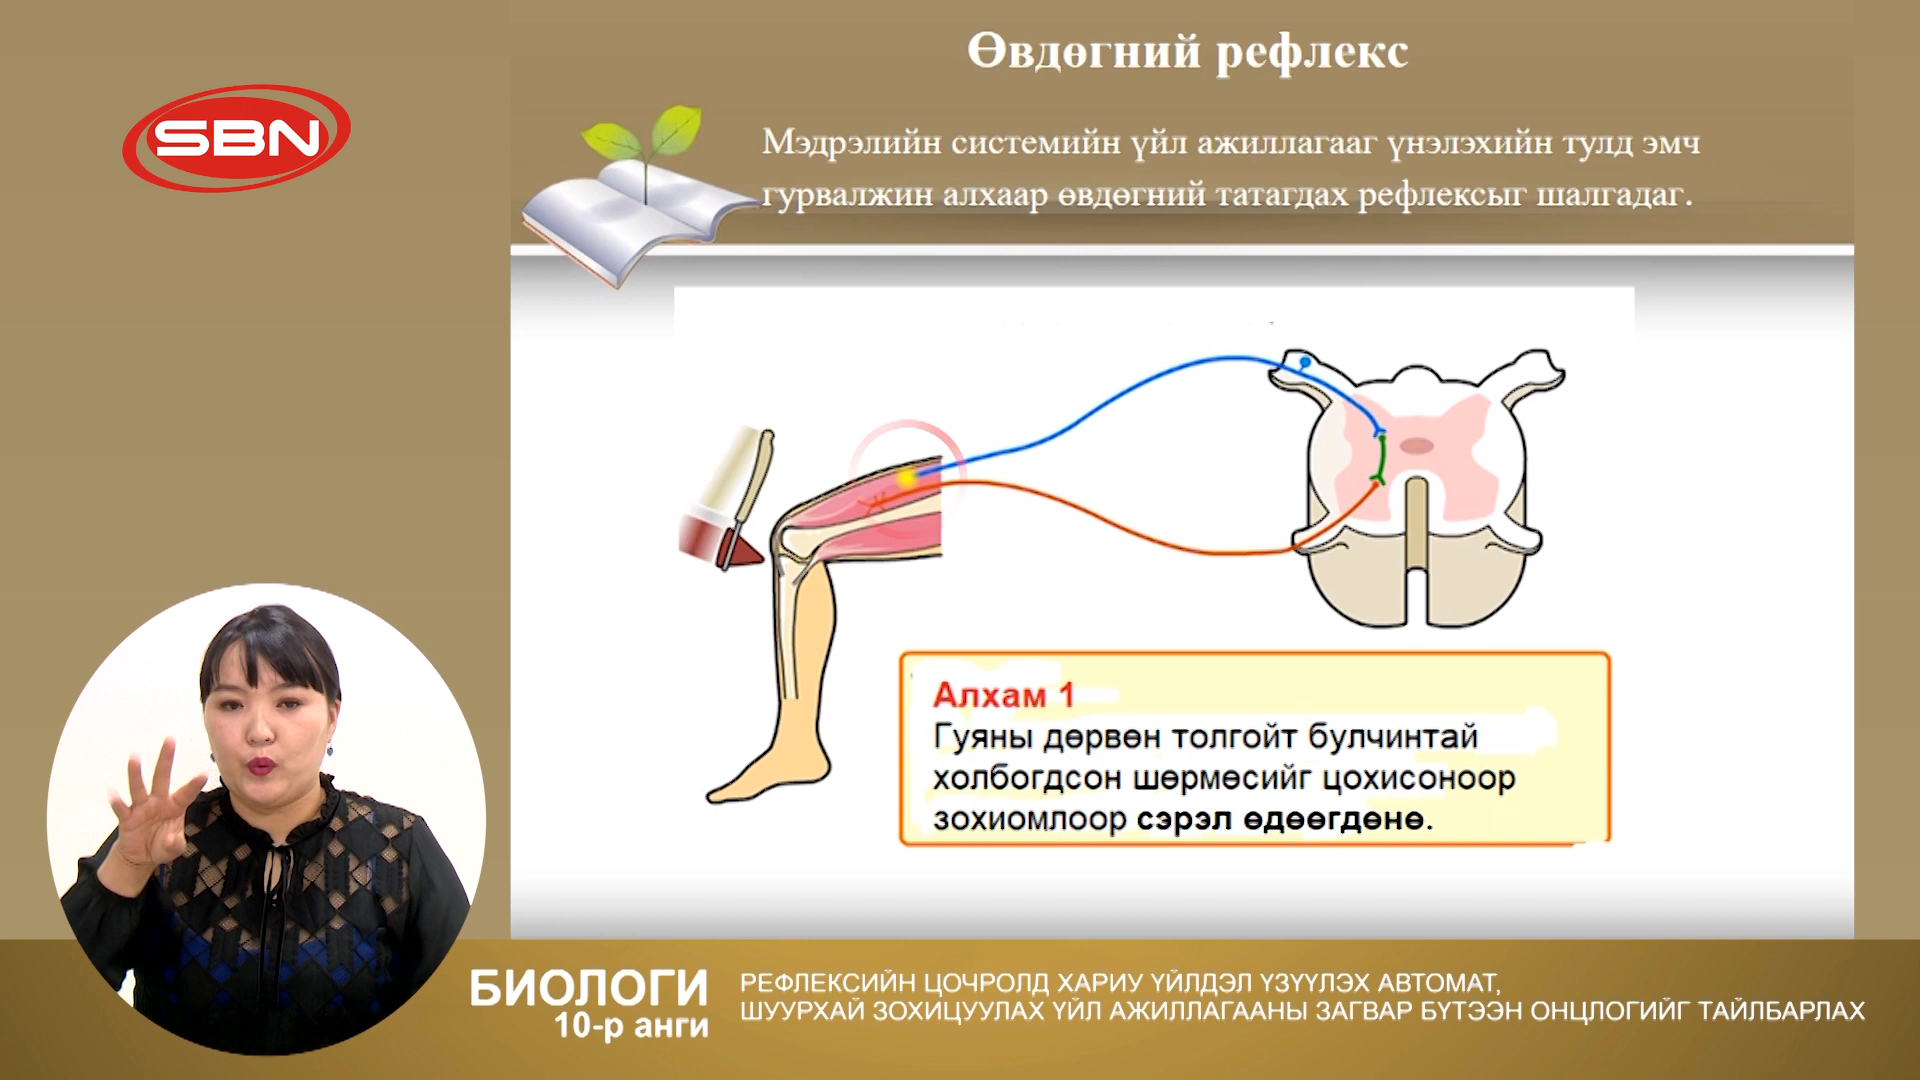 SBN
Өвдөгний рефлекс
Мэдрэлийн системийн үйл ажиллагааг үнэлэхийн тулд эмч
гурвалжин алхаар өвдөгний татагдах рефлексыг шалгадаг.
Алхам 1
Гуяны дөрвөн толгойт булчинтай
холбогдсон шөрмөсийг цохисоноор
зохиомлоор сэрэл өдөөгдөнө.
БИОЛОГИ
10-р анги
РЕФЛЕКСИЙН ЦОЧРОЛД ХАРИУ ҮЙЛДЭЛ ҮЗҮҮЛЭХ АВТОМАТ,
ШУУРХАЙ ЗОХИЦУУЛАХ ҮЙЛ АЖИЛЛАГААНЫ ЗАГВАР БҮТЭЭН ОНЦЛОГИЙГ ТАЙЛБАРЛАХ